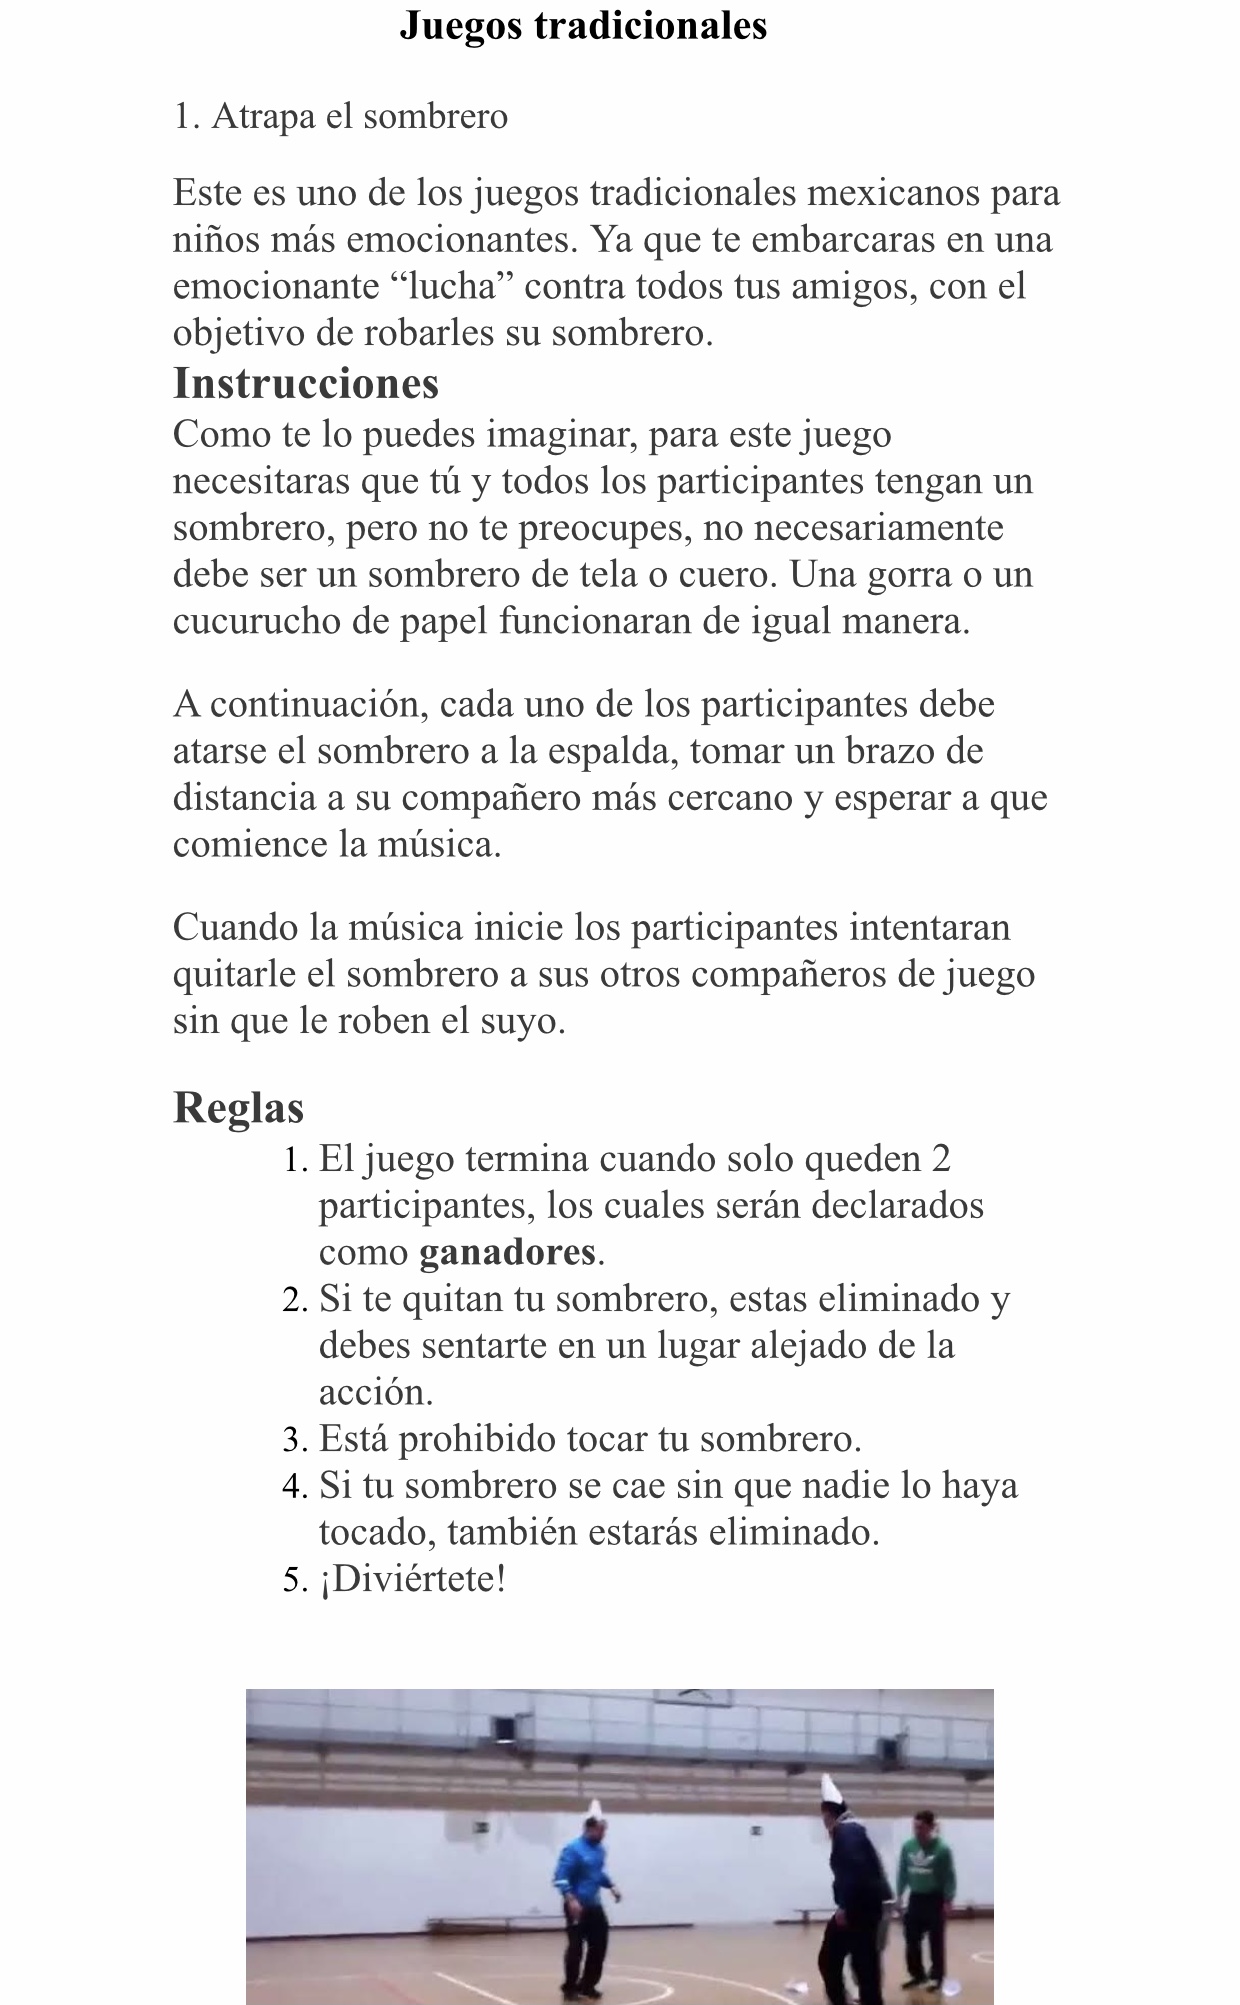 Juegos tradicionales
1. Atrapa el sombrero
Este es uno de los juegos tradicionales mexicanos para
niños más emocionantes. Ya que te embarcaras en una
emocionante “lucha” contra todos tus amigos, con el
objetivo de robarles su sombrero.
Instrucciones
Como te lo puedes imaginar, para este juego
necesitaras que tú y todos los participantes tengan un
sombrero, pero no te preocupes, no necesariamente
debe ser un sombrero de tela o cuero. Una gorra o un
cucurucho de papel funcionaran de igual manera.
A continuación, cada uno de los participantes debe
atarse el sombrero a la espalda, tomar un brazo de
distancia a su compañero más cercano y esperar a que
comience la música.
Cuando la música inicie los participantes intentaran
quitarle el sombrero a sus otros compañeros de juego
sin que le roben el suyo.
Reglas
1. El juego termina cuando solo queden 2
participantes, los cuales serán declarados
como ganadores.
2. Si te quitan tu sombrero, estas eliminado y
debes sentarte en un lugar alejado de la
acción.
3. Está prohibido tocar tu sombrero.
4. Si tu sombrero se cae sin que nadie lo haya
tocado, también estarás eliminado.
5. ¡Diviértete!